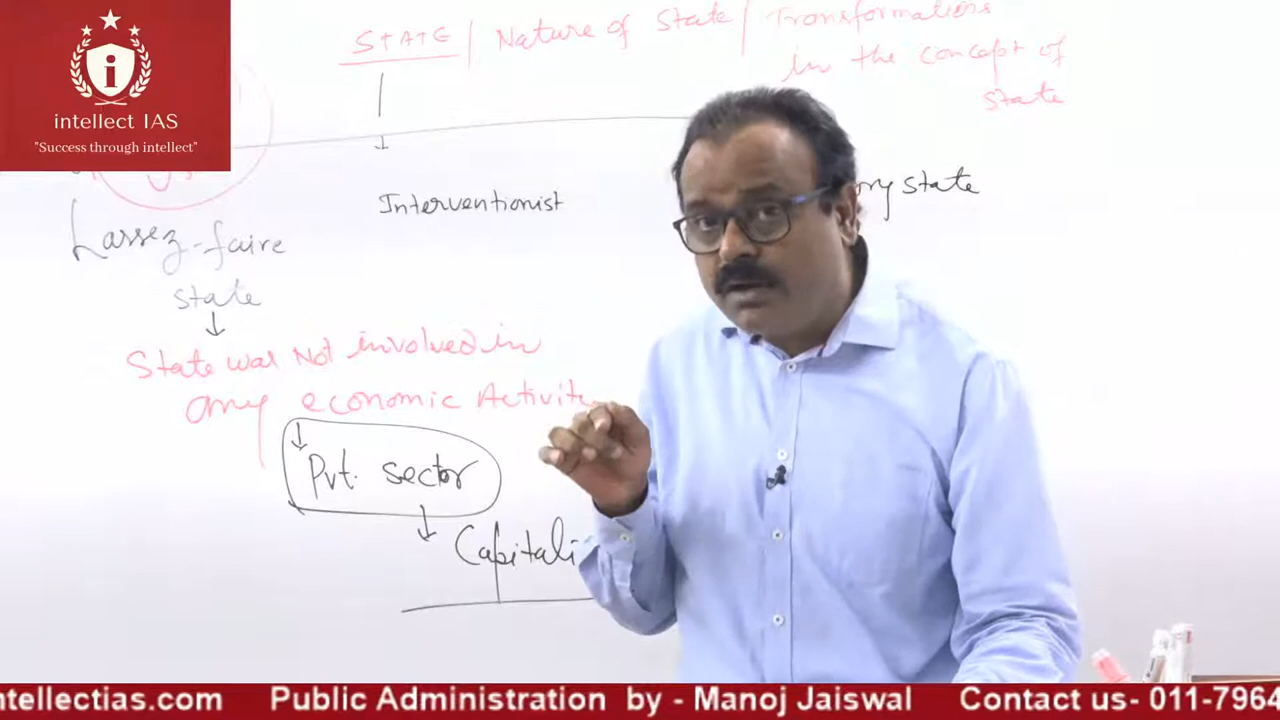 intellect IAS
"Success through intellect"
STATE / Nature of State / Transformations
in the concept of
state
Interventionist
ory state
Lassez-faire
state
State was Not involved in
any economic Activitie
Pvt. sector
Capitali
ntellectias.com Public Administration by - Manoj Jaiswal Contact us- 011-7964